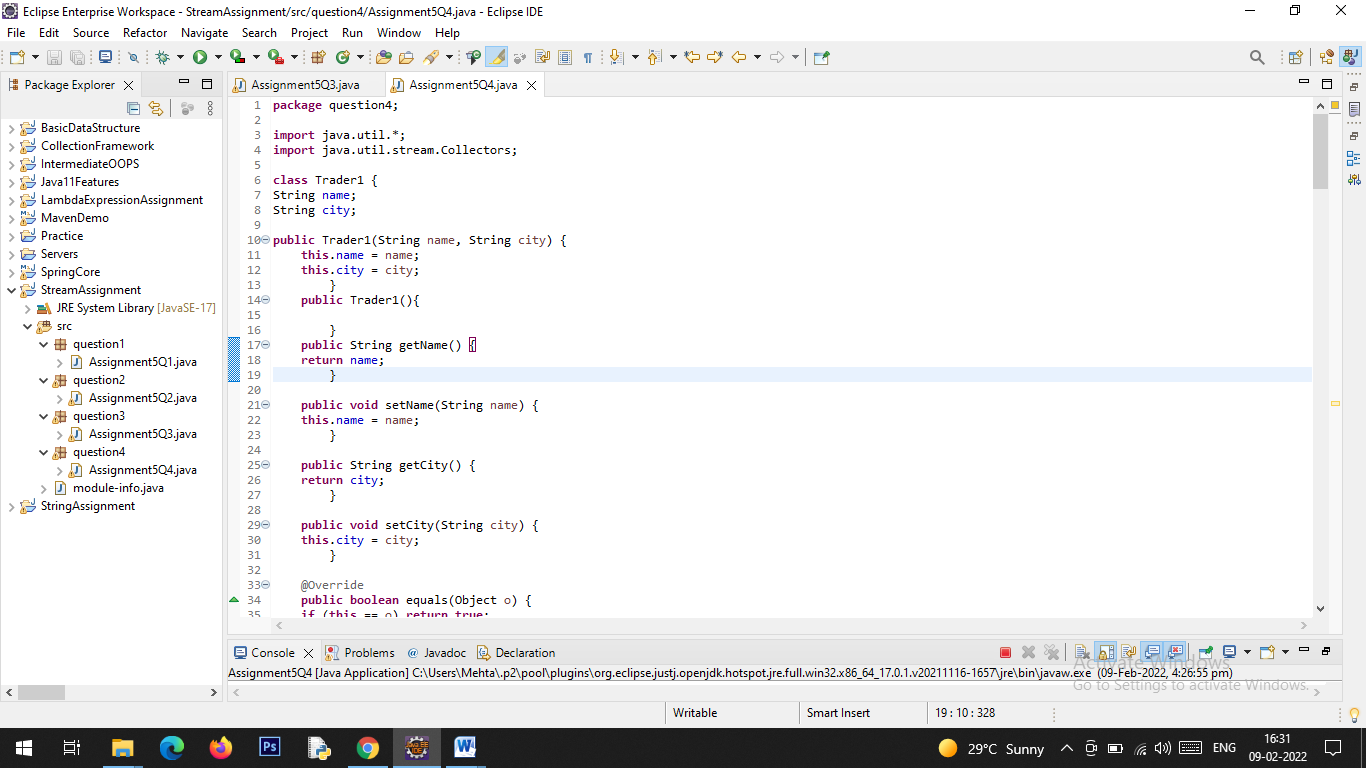 Eclipse Enterprise Workspace - StreamAssignment/src/question4/Assignment5Q4.java - Eclipse IDE
File Edit Source Refactor Navigate Search Project Run Window Help
Package Explorer
BasicDataStructure
CollectionFramework
IntermediateOOPS
Java11Features
LambdaExpressionAssignment
MavenDemo
Practice
Servers
SpringCore
StreamAssignment
JRE System Library [JavaSE-17]
src
question1
Assignment5Q1.java
question2
Assignment5Q2.java
question3
Assignment5Q3.java
question4
Assignment5Q4.java
module-info.java
StringAssignment
Assignment5Q3.java Assignment5Q4.java
1 package question4;
2
3 import java.util.*;
4 import java.util.stream.Collectors;
5
6 class Trader1 {
7 String name;
8 String city;
9
10 public Trader1(String name, String city) {
11 this.name = name;
12 this.city = city;
13 }
14 public Trader1(){
15
16 }
17 public String getName() {
18 return name;
19 }
20
21 public void setName(String name) {
22 this.name = name;
23 }
24
25 public String getCity() {
26 return city;
27 }
28
29 public void setCity(String city) {
30 this.city = city;
31 }
32
33 @Override
34 public boolean equals(Object o) {
35 if (this == o) return true;
Console Problems @ Javadoc Declaration
Assignment5Q4 [Java Application] C:\Users\Mehta\.p2\pool\plugins\org.eclipse.justj.openjdk.hotspot.jre.full.win32.x86_64_17.0.1.v20211116-1657\jre\bin\javaw.exe (09-Feb-2022, 4:26:55 pm)
Activate Windows
Go to Settings to activate Windows.
Writable Smart Insert 19 : 10 : 328
Ps W 29°C Sunny ENG 16:31
09-02-2022